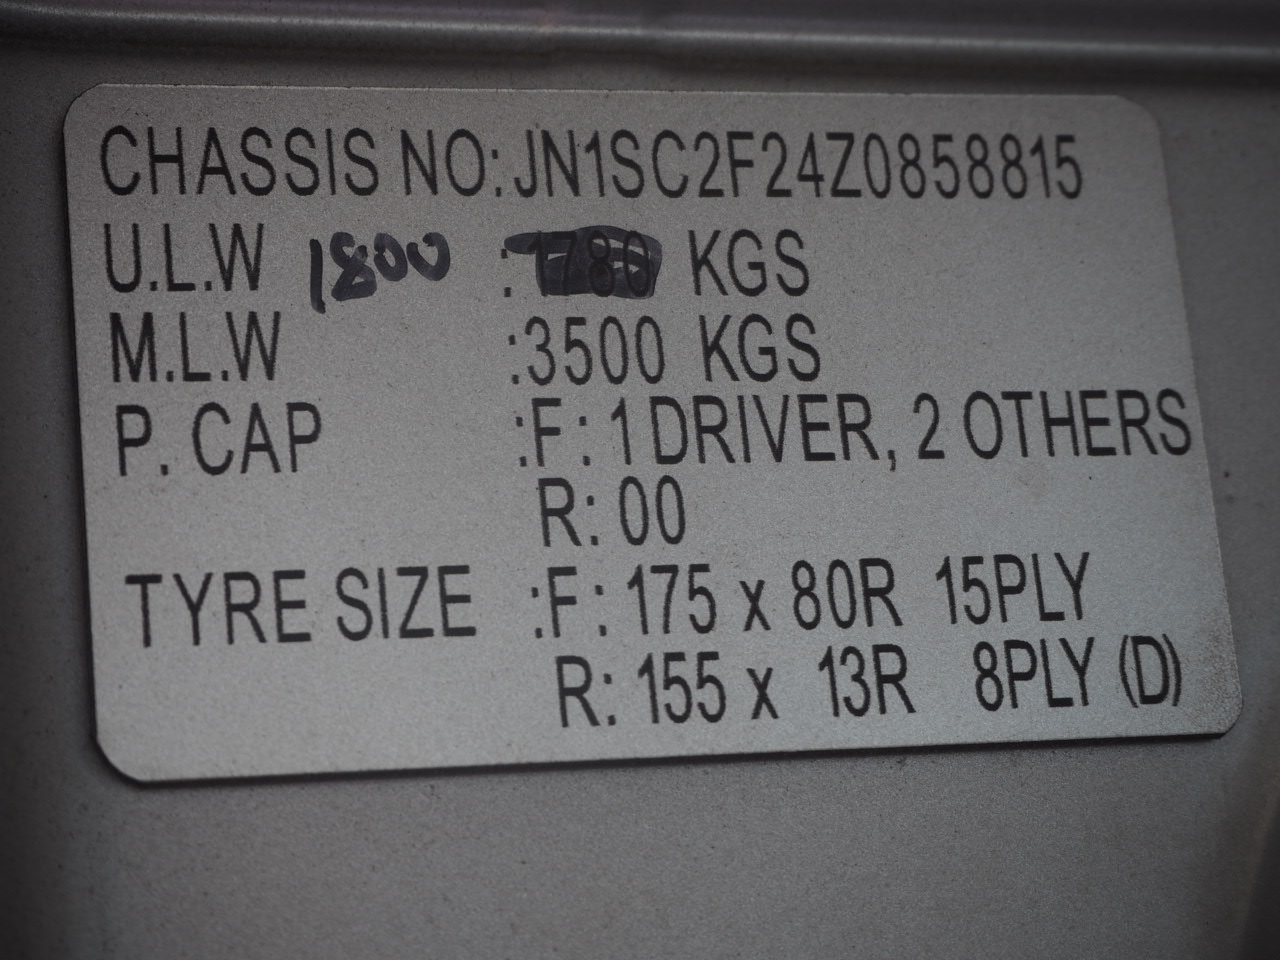 CHASSIS NO: JN1SC2F24Z0858815
U.L.W 1800 : 1780 KGS
M.L.W :3500 KGS
P. CAP :F: 1 DRIVER, 2 OTHERS
R: 00
TYRE SIZE :F: 175 x 80R 15PLY
R: 155 x 13R 8PLY (D)